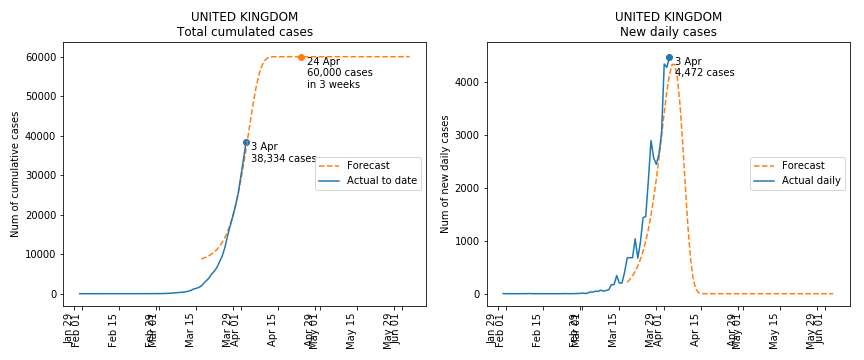 UNITED KINGDOM
Total cumulated cases
Num of cumulative cases
60000
50000
40000
30000
20000
10000
0
24 Apr
60,000 cases
in 3 weeks
3 Apr
38,334 cases
Forecast
Actual to date
Jan 29
Feb 01
Feb 15
Feb 29
Mar 01
Mar 15
Mar 29
Apr 01
Apr 15
Apr 29
May 01
May 15
May 29
Jun 01
UNITED KINGDOM
New daily cases
Num of new daily cases
4000
3000
2000
1000
0
3 Apr
4,472 cases
Forecast
Actual daily
Jan 29
Feb 01
Feb 15
Feb 29
Mar 01
Mar 15
Mar 29
Apr 01
Apr 15
Apr 29
May 01
May 15
May 29
Jun 01